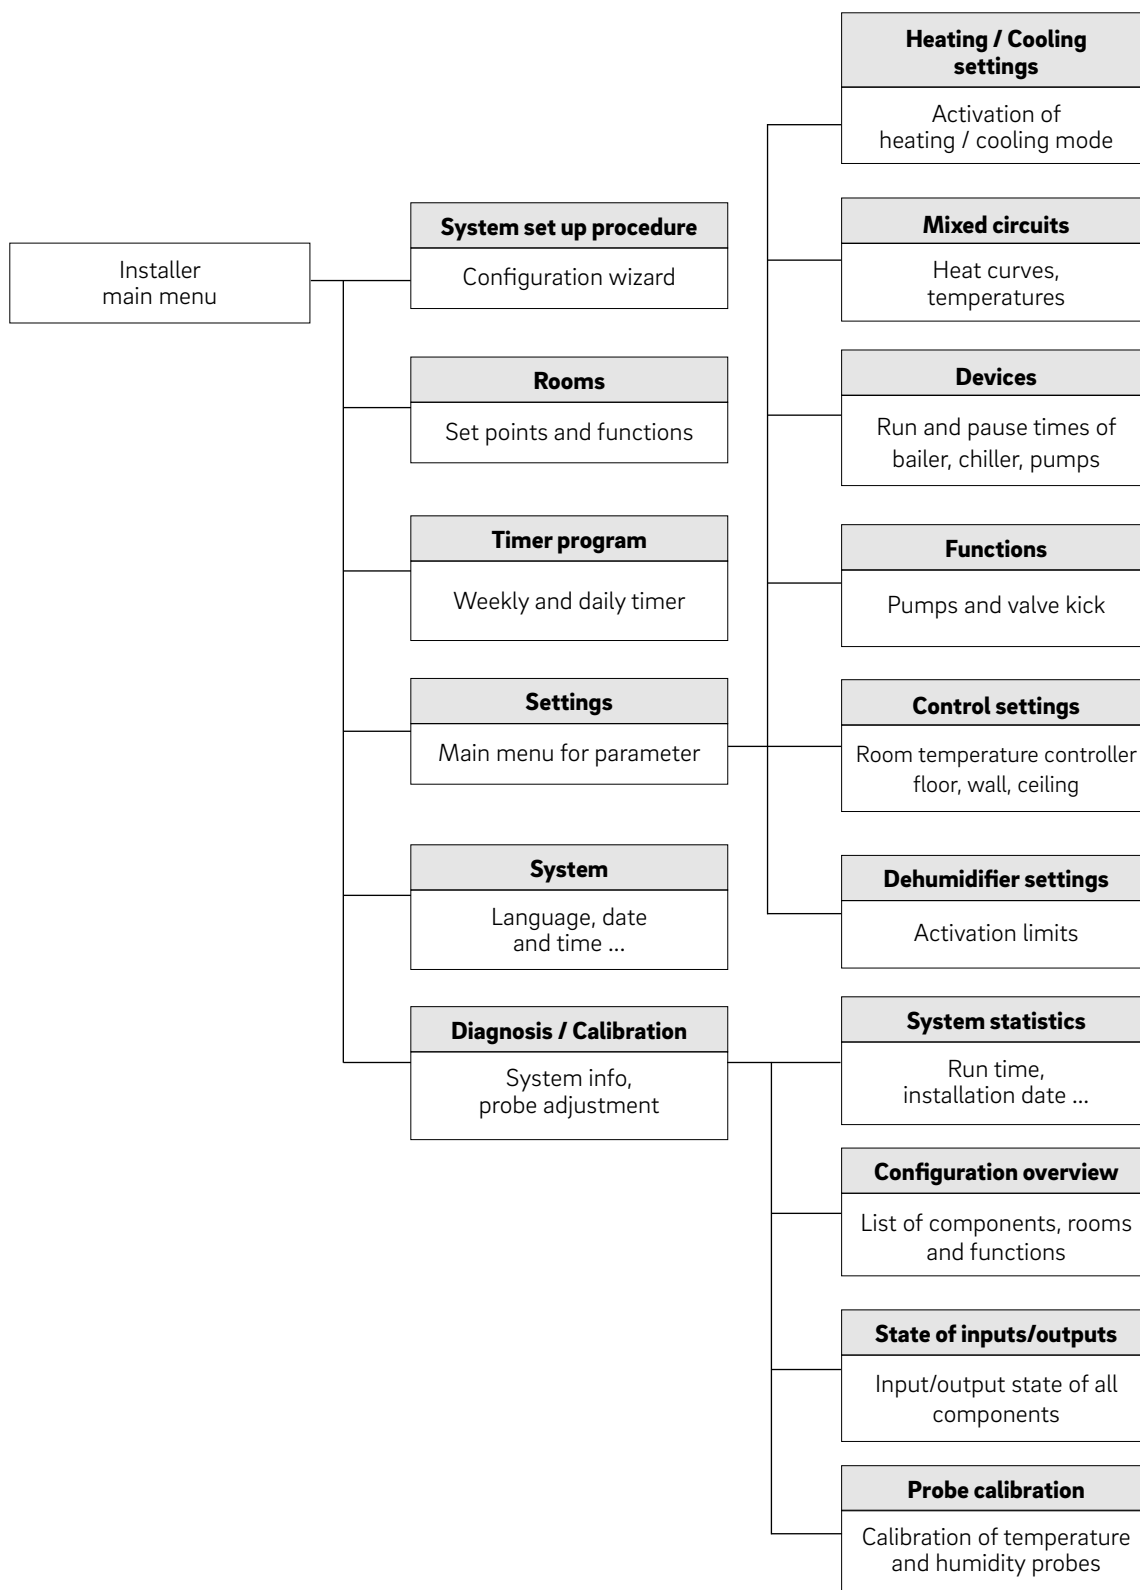 Installer
main menu
System set up procedure
Configuration wizard
Rooms
Set points and functions
Timer program
Weekly and daily timer
Settings
Main menu for parameter
System
Language, date
and time ...
Diagnosis / Calibration
System info,
probe adjustment
Heating / Cooling
settings
Activation of
heating / cooling mode
Mixed circuits
Heat curves,
temperatures
Devices
Run and pause times of
bailer, chiller, pumps
Functions
Pumps and valve kick
Control settings
Room temperature controller
floor, wall, ceiling
Dehumidifier settings
Activation limits
System statistics
Run time,
installation date ...
Configuration overview
List of components, rooms
and functions
State of inputs/outputs
Input/output state of all
components
Probe calibration
Calibration of temperature
and humidity probes